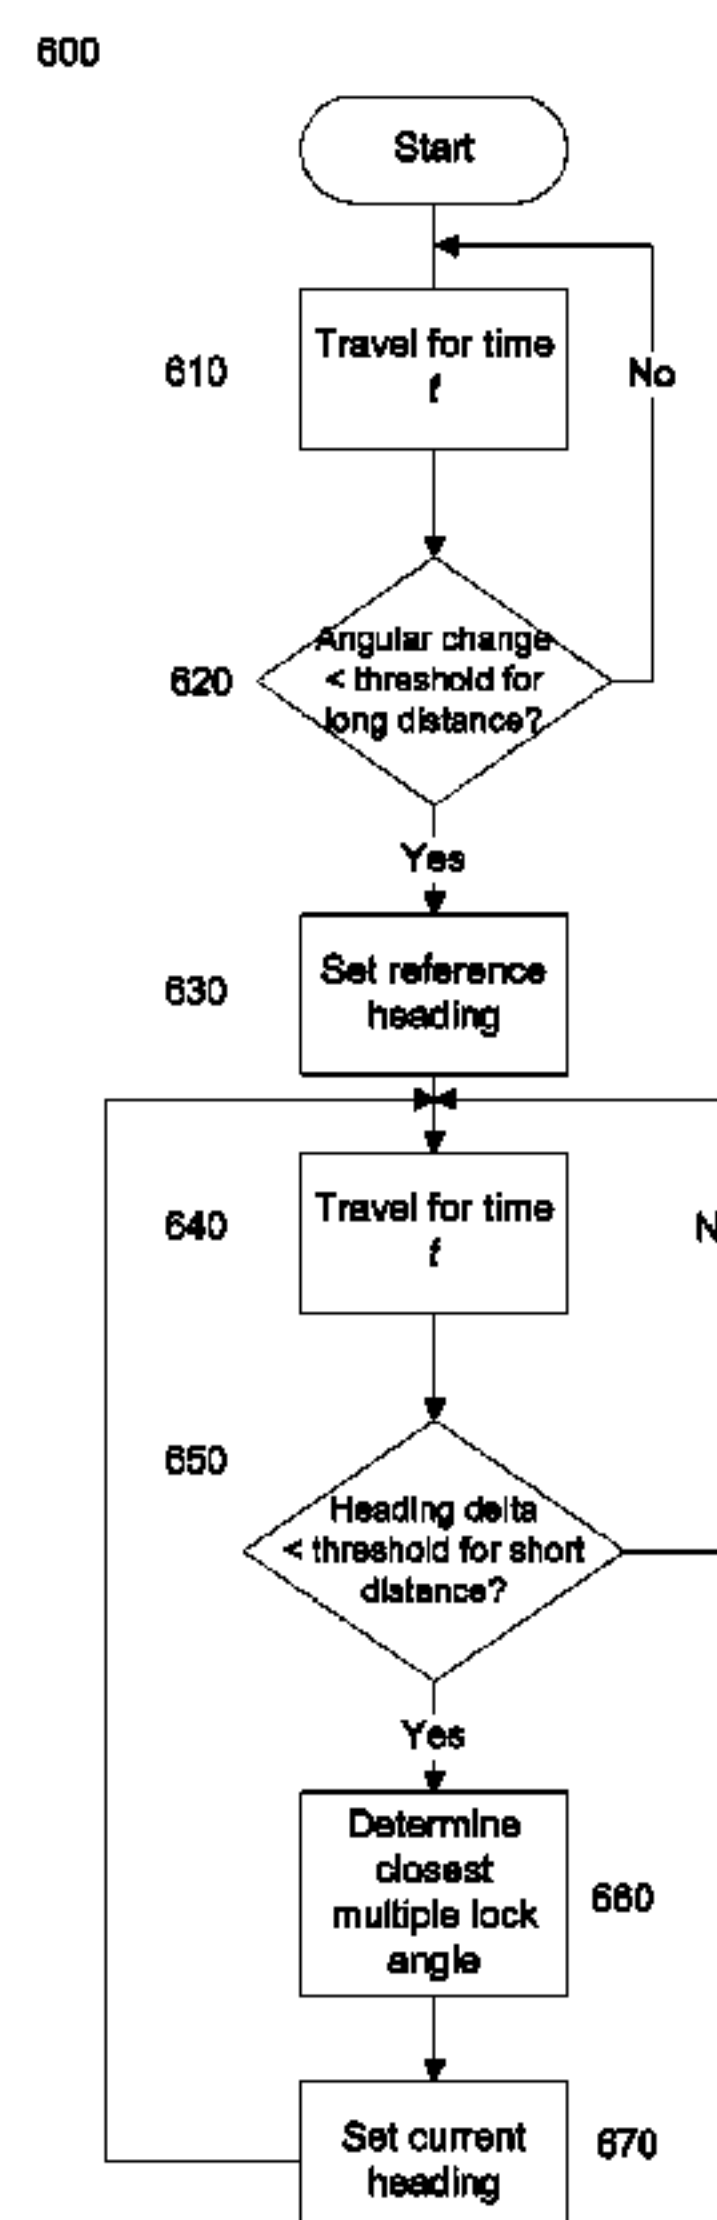 600
Start
610
Travel for time
t
No
620
Angular change
< threshold for
long distance?
Yes
630
Set reference
heading
640
Travel for time
t
650
Heading delta
< threshold for short
distance?
Yes
Determine
closest
multiple lock
angle
660
Set current
heading
670